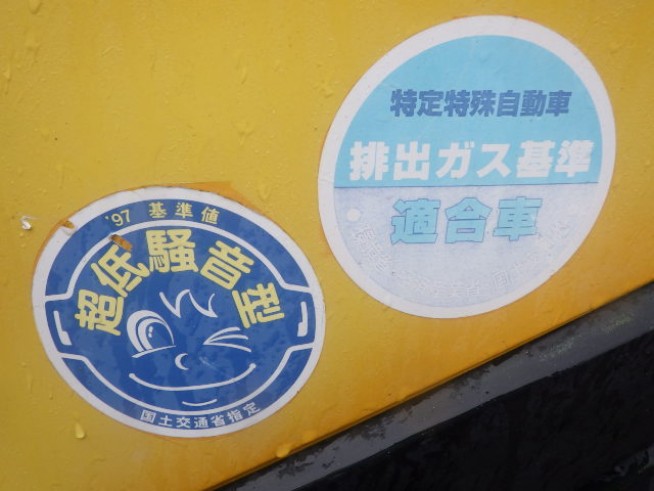 '97 基準値
超低騒音型
国土交通省指定
特定特殊自動車
排出ガス基準
適合車